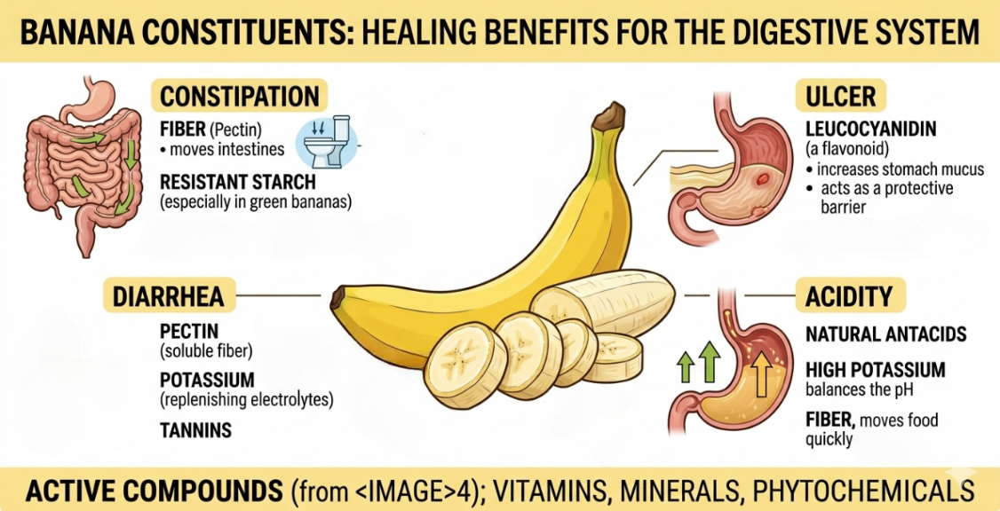 BANANA CONSTITUENTS: HEALING BENEFITS FOR THE DIGESTIVE SYSTEM
CONSTIPATION
FIBER (Pectin)
• moves intestines
RESISTANT STARCH
(especially in green bananas)
ULCER
LEUCOCYANIDIN
(a flavonoid)
• increases stomach mucus
• acts as a protective
barrier
DIARRHEA
PECTIN
(soluble fiber)
POTASSIUM
(replenishing electrolytes)
TANNINS
ACIDITY
NATURAL ANTACIDS
HIGH POTASSIUM
balances the pH
FIBER, moves food
quickly
ACTIVE COMPOUNDS (from <IMAGE>4); VITAMINS, MINERALS, PHYTOCHEMICALS